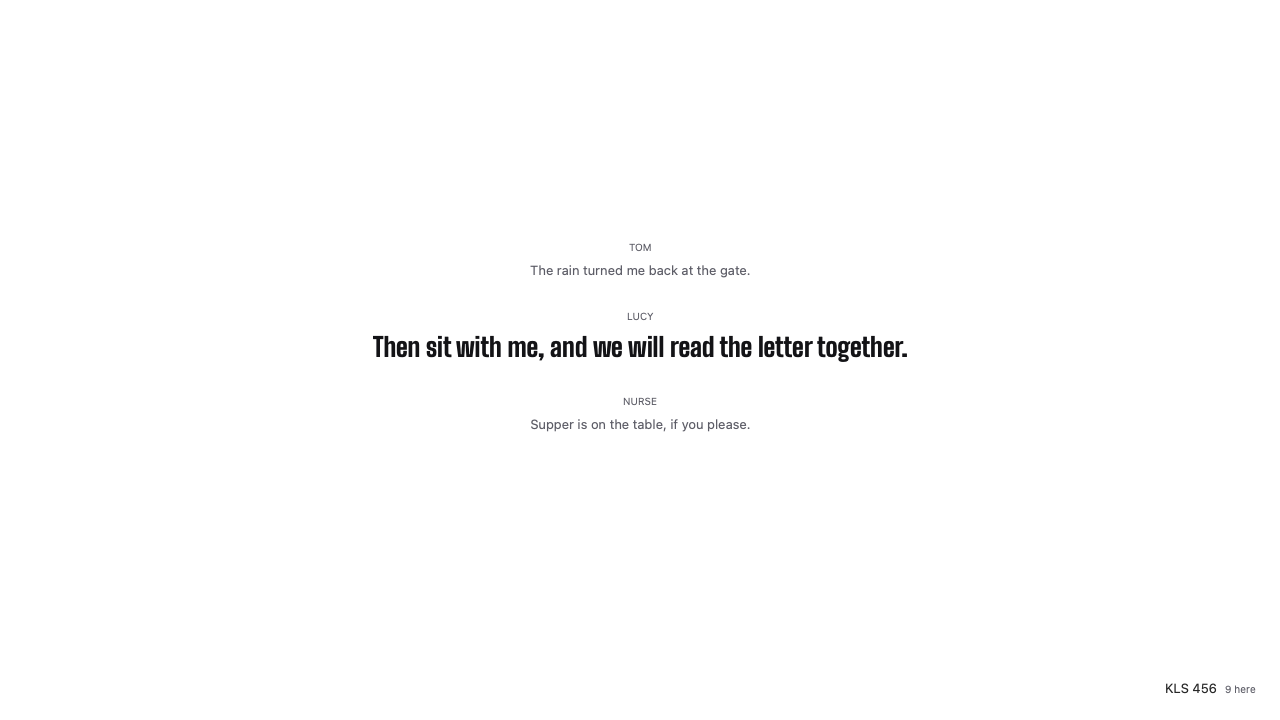 TOM
The rain turned me back at the gate.
LUCY
Then sit with me, and we will read the letter together.
NURSE
Supper is on the table, if you please.
KLS 456 9 here